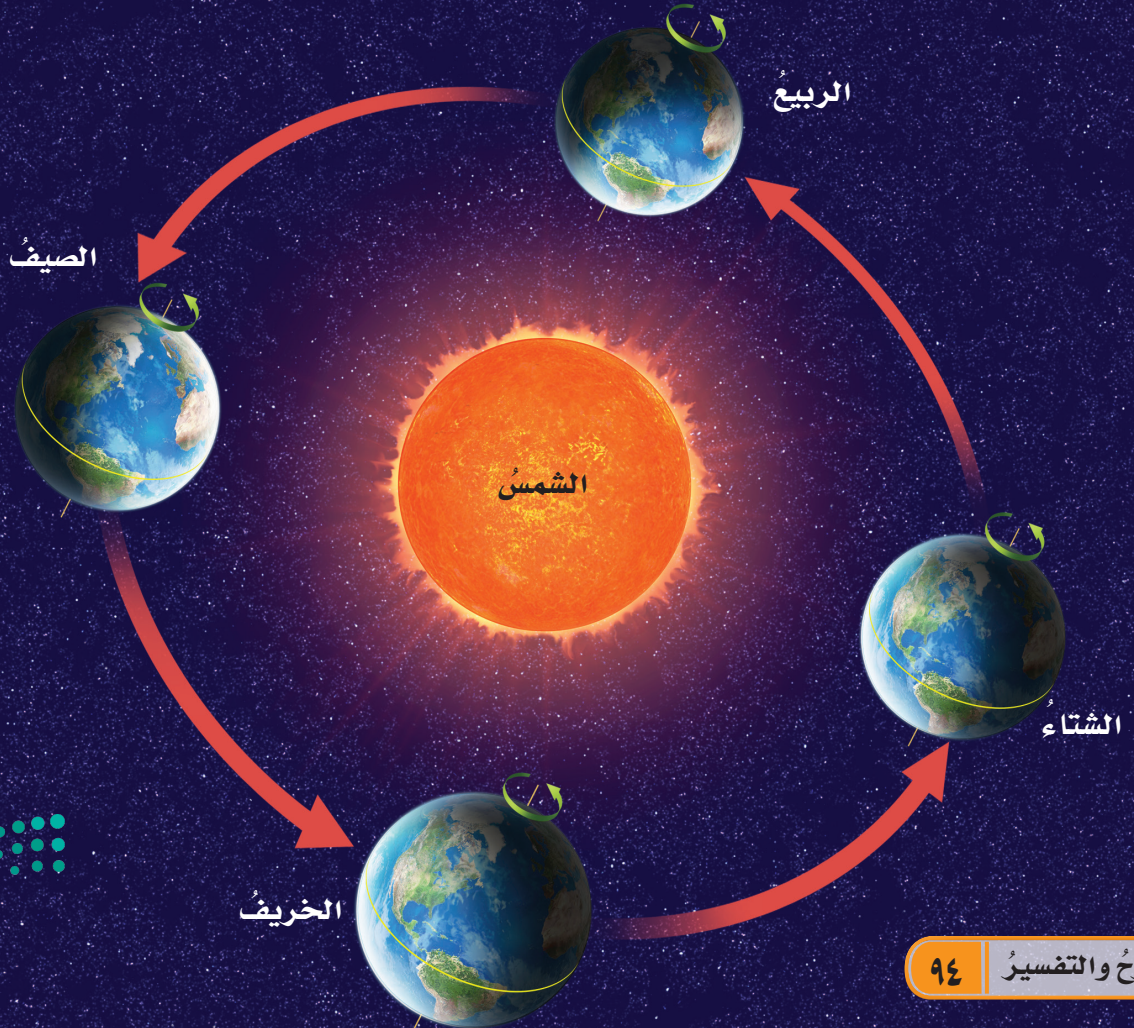 الربيعُ
الصيفُ
الشمسُ
الشتاءُ
الخريفُ
والتفسيرُ
٩٤